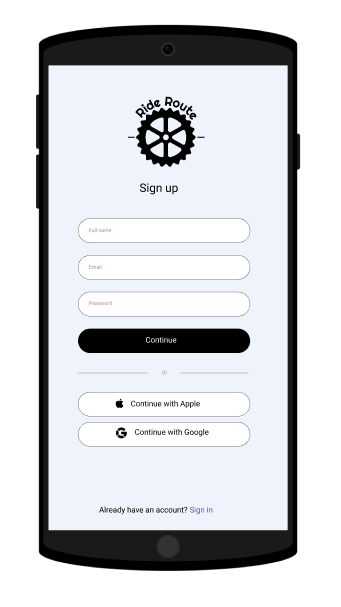 Ride Route
Sign up
Full name
Email
Password
Continue
Or
Continue with Apple
Continue with Google
Already have an account? Sign in